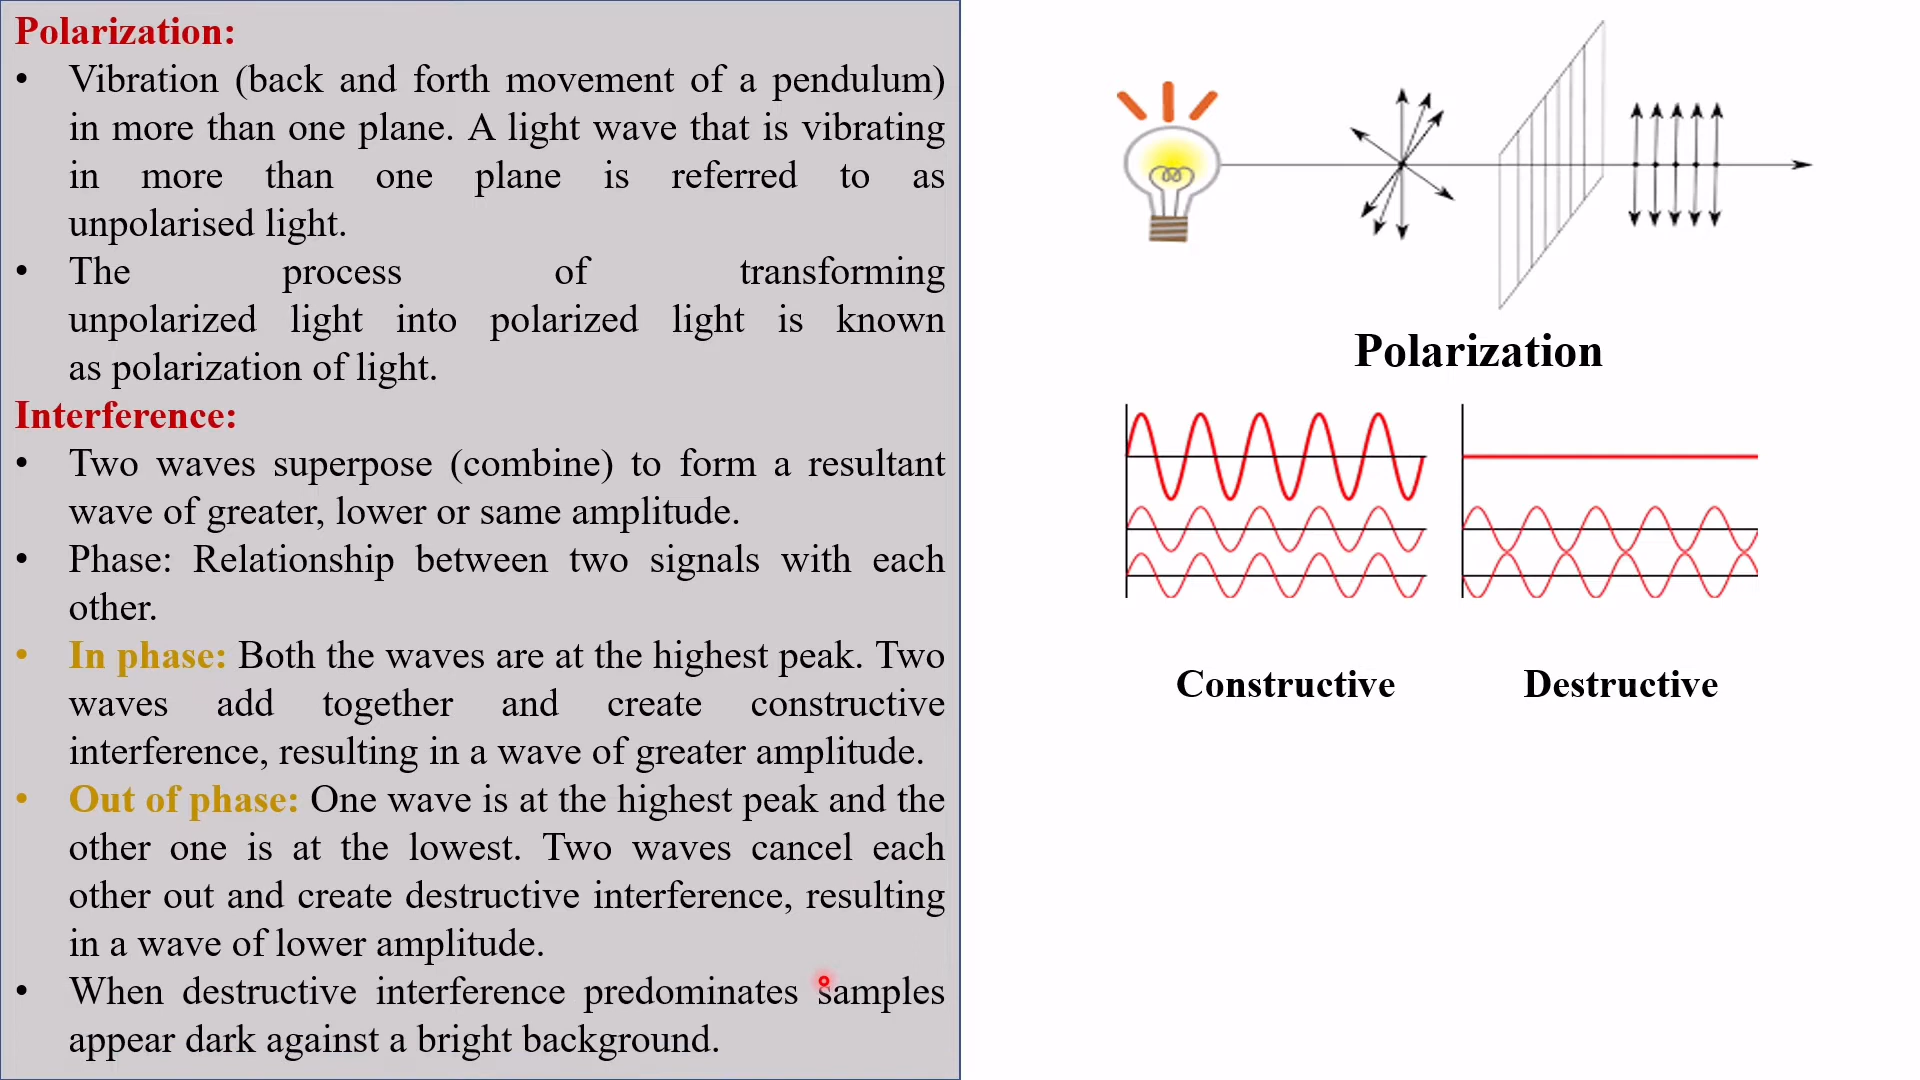 Polarization:
• Vibration (back and forth movement of a pendulum)
in more than one plane. A light wave that is vibrating
in more than one plane is referred to as
unpolarised light.
• The process of transforming
unpolarized light into polarized light is known
as polarization of light.
Interference:
• Two waves superpose (combine) to form a resultant
wave of greater, lower or same amplitude.
• Phase: Relationship between two signals with each
other.
• In phase: Both the waves are at the highest peak. Two
waves add together and create constructive
interference, resulting in a wave of greater amplitude.
• Out of phase: One wave is at the highest peak and the
other one is at the lowest. Two waves cancel each
other out and create destructive interference, resulting
in a wave of lower amplitude.
• When destructive interference predominates samples
appear dark against a bright background.
Polarization
Constructive
Destructive